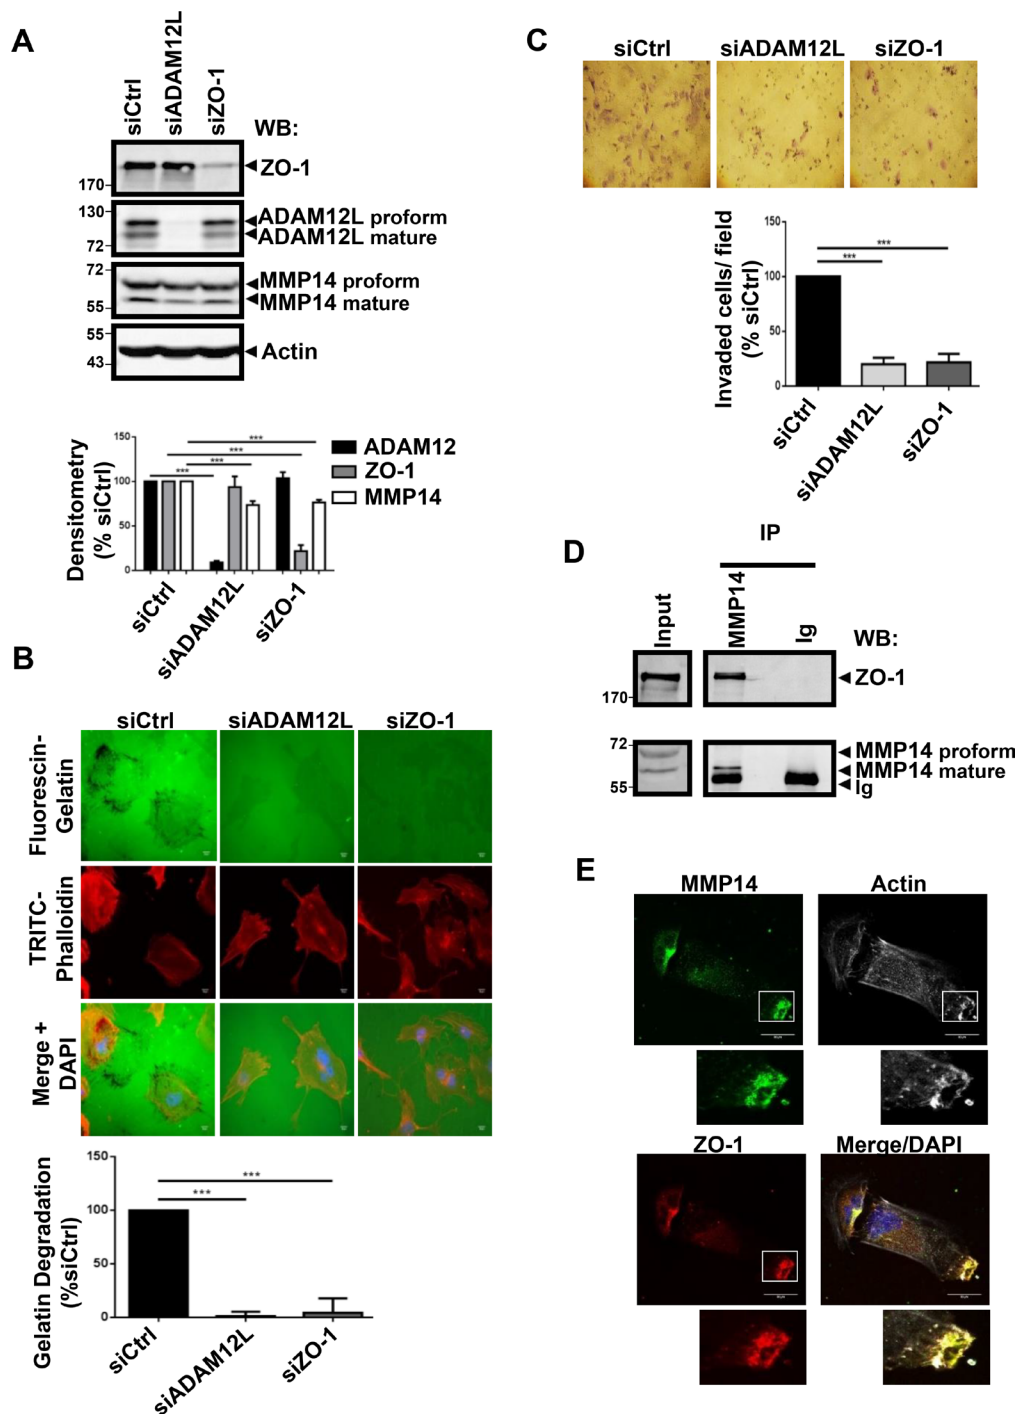 A
siCtrl
siADAM12L
siZO-1
WB:
ZO-1
170
130
ADAM12L proform
ADAM12L mature
72
72
MMP14 proform
MMP14 mature
55
55
Actin
43
Densitometry
(% siCtrl)
150
100
50
0
***
***
***
***
ADAM12
ZO-1
MMP14
siCtrl
siADAM12L
siZO-1
B
siCtrl siADAM12L siZO-1
Fluorescin-
Gelatin
TRITC-
Phalloidin
Merge +
DAPI
Gelatin Degradation
(%siCtrl)
150
100
50
0
***
***
siCtrl
siADAM12L
siZO-1
C
siCtrl siADAM12L siZO-1
Invaded cells/ field
(% siCtrl)
150
100
50
0
***
***
siCtrl
siADAM12L
siZO-1
D
IP
Input
MMP14
Ig
WB:
ZO-1
170
72
MMP14 proform
MMP14 mature
55
Ig
E
MMP14 Actin
ZO-1 Merge/DAPI